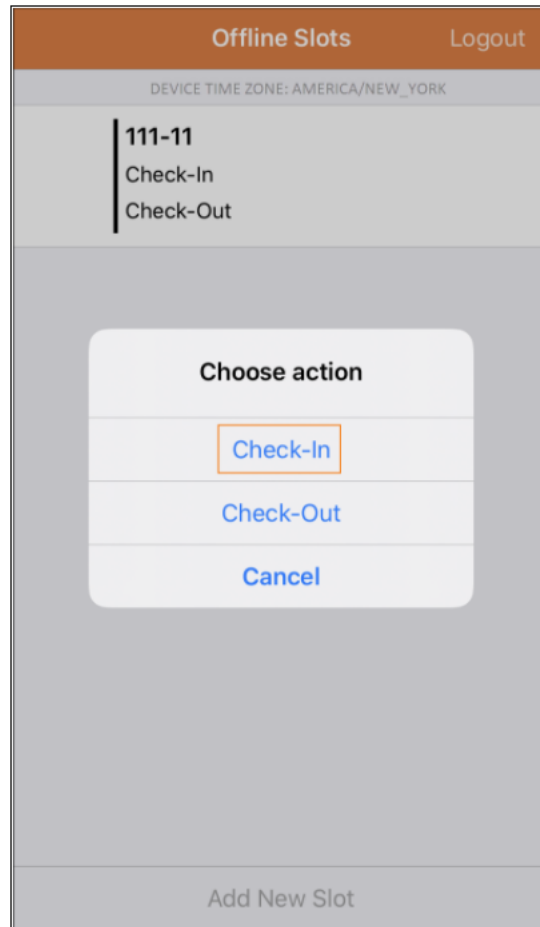 Offline Slots Logout
DEVICE TIME ZONE: AMERICA/NEW_YORK
111-11
Check-In
Check-Out
Choose action
Check-In
Check-Out
Cancel
Add New Slot